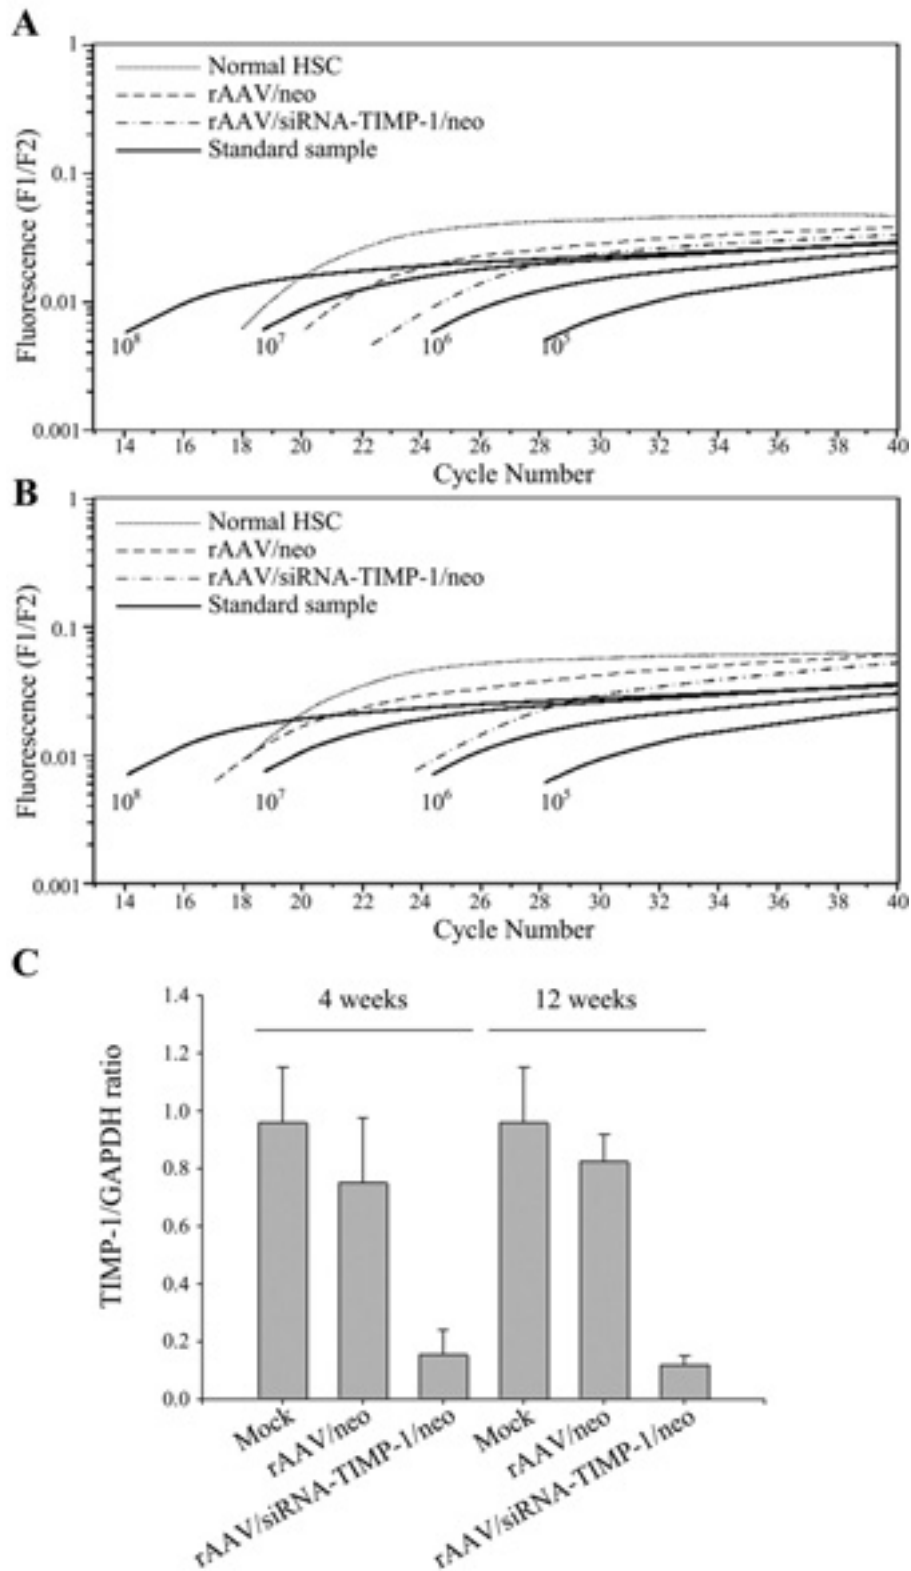 A
1
Normal HSC
rAAV/neo
rAAV/siRNA-TIMP-1/neo
Standard sample
0.1
0.01
0.001
Fluorescence (F1/F2)
10⁸
10⁷
10⁶
10⁵
14 16 18 20 22 24 26 28 30 32 34 36 38 40
Cycle Number
B
1
Normal HSC
rAAV/neo
rAAV/siRNA-TIMP-1/neo
Standard sample
0.1
0.01
0.001
Fluorescence (F1/F2)
10⁸
10⁷
10⁶
10⁵
14 16 18 20 22 24 26 28 30 32 34 36 38 40
Cycle Number
C
4 weeks
12 weeks
1.4
1.2
1.0
0.8
0.6
0.4
0.2
0.0
TIMP-1/GAPDH ratio
Mock
rAAV/neo
rAAV/siRNA-TIMP-1/neo
Mock
rAAV/neo
rAAV/siRNA-TIMP-1/neo